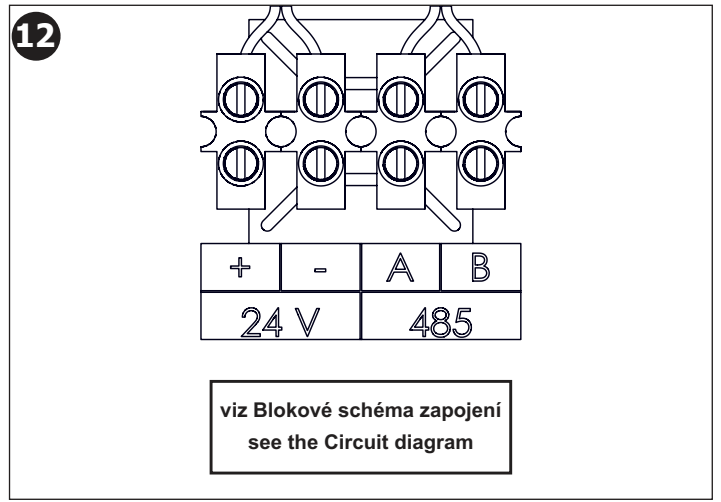 12
+ - A B
24 V 485
viz Blokové schéma zapojení
see the Circuit diagram